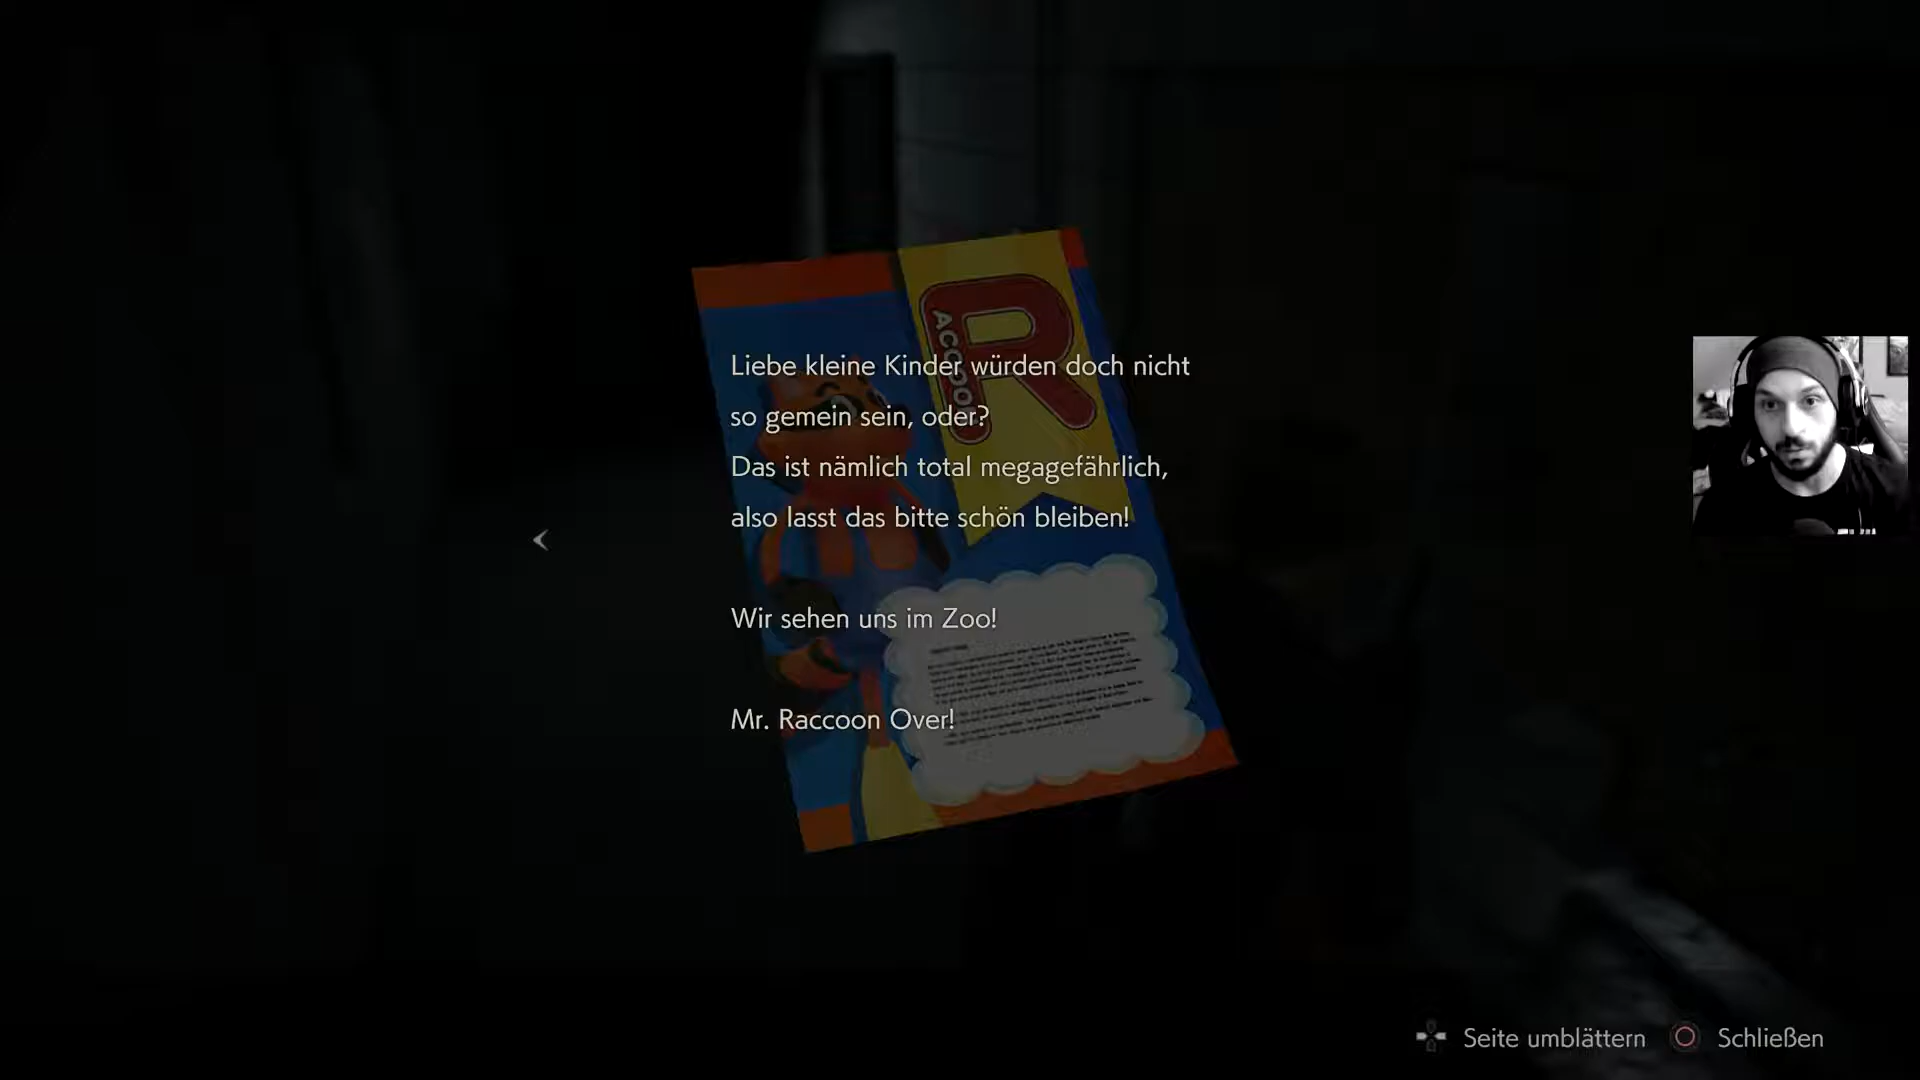 R
ACCOON
Liebe kleine Kinder würden doch nicht
so gemein sein, oder?
Das ist nämlich total megagefährlich,
also lasst das bitte schön bleiben!
Wir sehen uns im Zoo!
Mr. Raccoon Over!
Seite umblättern
Schließen